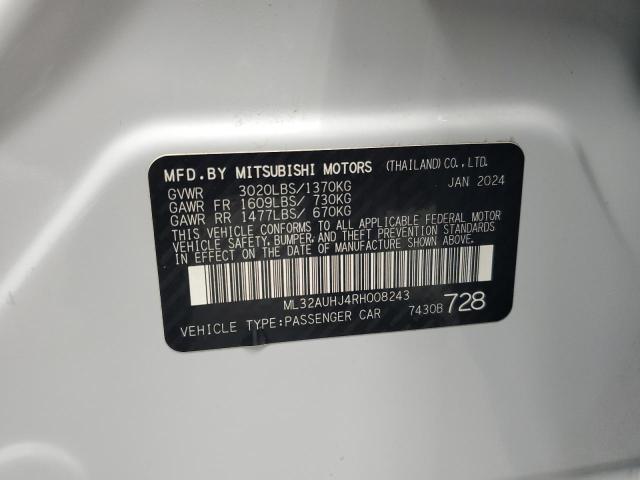 MFD.BY MITSUBISHI MOTORS (THAILAND) CO., LTD.
GVWR 3020LBS/1370KG JAN 2024
GAWR FR 1609LBS/ 730KG
GAWR RR 1477LBS/ 670KG
THIS VEHICLE CONFORMS TO ALL APPLICABLE FEDERAL MOTOR
VEHICLE SAFETY, BUMPER, AND THEFT PREVENTION STANDARDS
IN EFFECT ON THE DATE OF MANUFACTURE SHOWN ABOVE.
ML32AUHJ4RH008243
VEHICLE TYPE:PASSENGER CAR 7430B 728